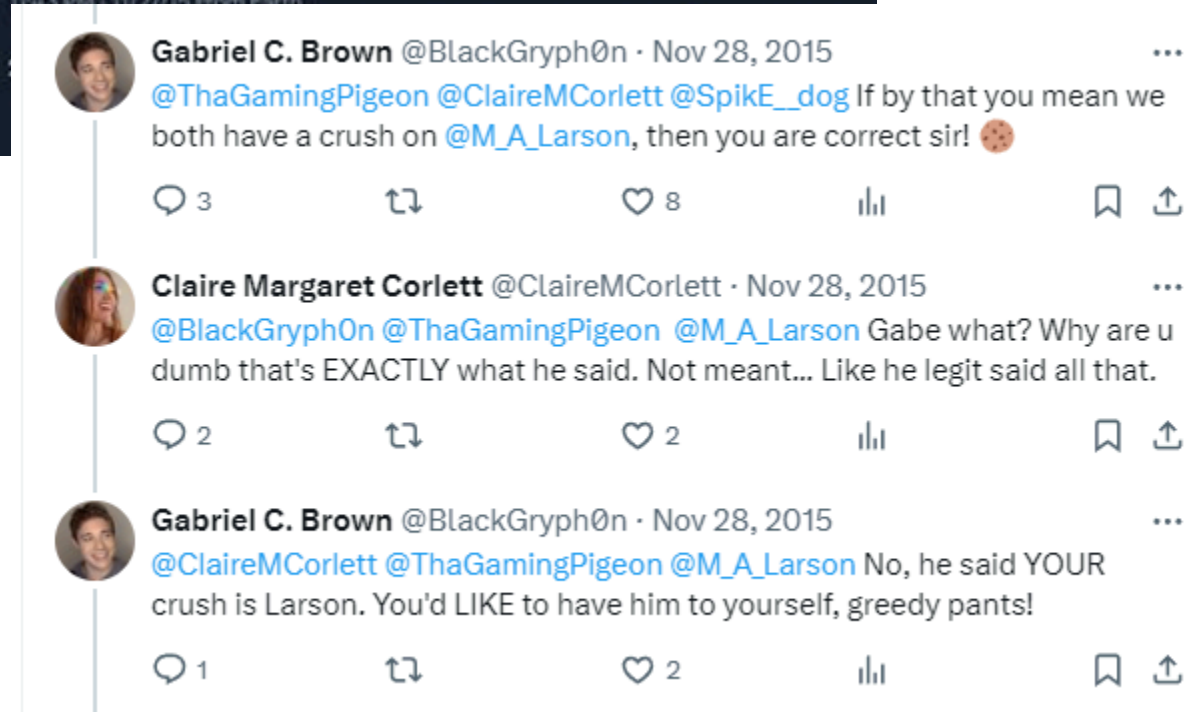 Gabriel C. Brown @BlackGryph0n · Nov 28, 2015
@ThaGamingPigeon @ClaireMCorlett @SpikE__dog If by that you mean we
both have a crush on @M_A_Larson, then you are correct sir! 🍪
3 8
Claire Margaret Corlett @ClaireMCorlett · Nov 28, 2015
@BlackGryph0n @ThaGamingPigeon @M_A_Larson Gabe what? Why are u
dumb that's EXACTLY what he said. Not meant... Like he legit said all that.
2 2
Gabriel C. Brown @BlackGryph0n · Nov 28, 2015
@ClaireMCorlett @ThaGamingPigeon @M_A_Larson No, he said YOUR
crush is Larson. You'd LIKE to have him to yourself, greedy pants!
1 2